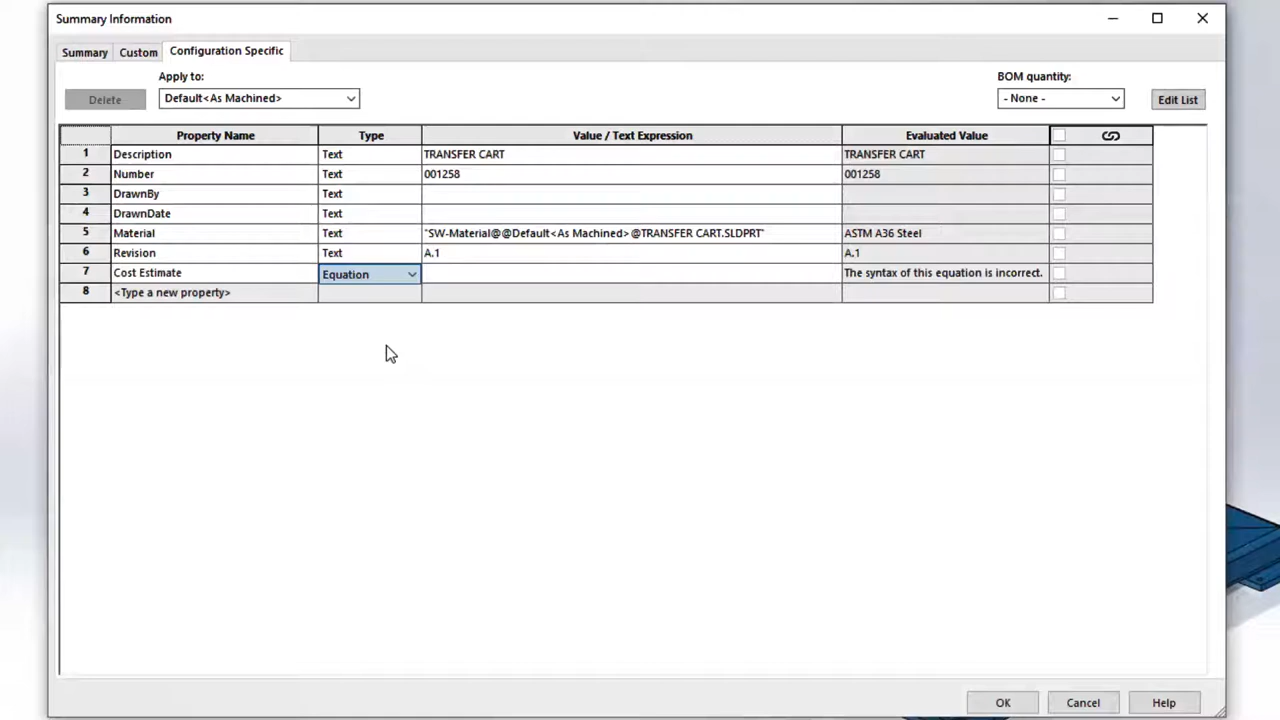 Summary Information
Summary Custom Configuration Specific
Apply to: BOM quantity:
Delete Default<As Machined> - None - Edit List
Property Name Type Value / Text Expression Evaluated Value
1 Description Text TRANSFER CART TRANSFER CART
2 Number Text 001258 001258
3 DrawnBy Text
4 DrawnDate Text
5 Material Text "SW-Material@@Default<As Machined>@TRANSFER CART.SLDPRT" ASTM A36 Steel
6 Revision Text A.1 A.1
7 Cost Estimate Equation The syntax of this equation is incorrect.
8 <Type a new property>
OK Cancel Help